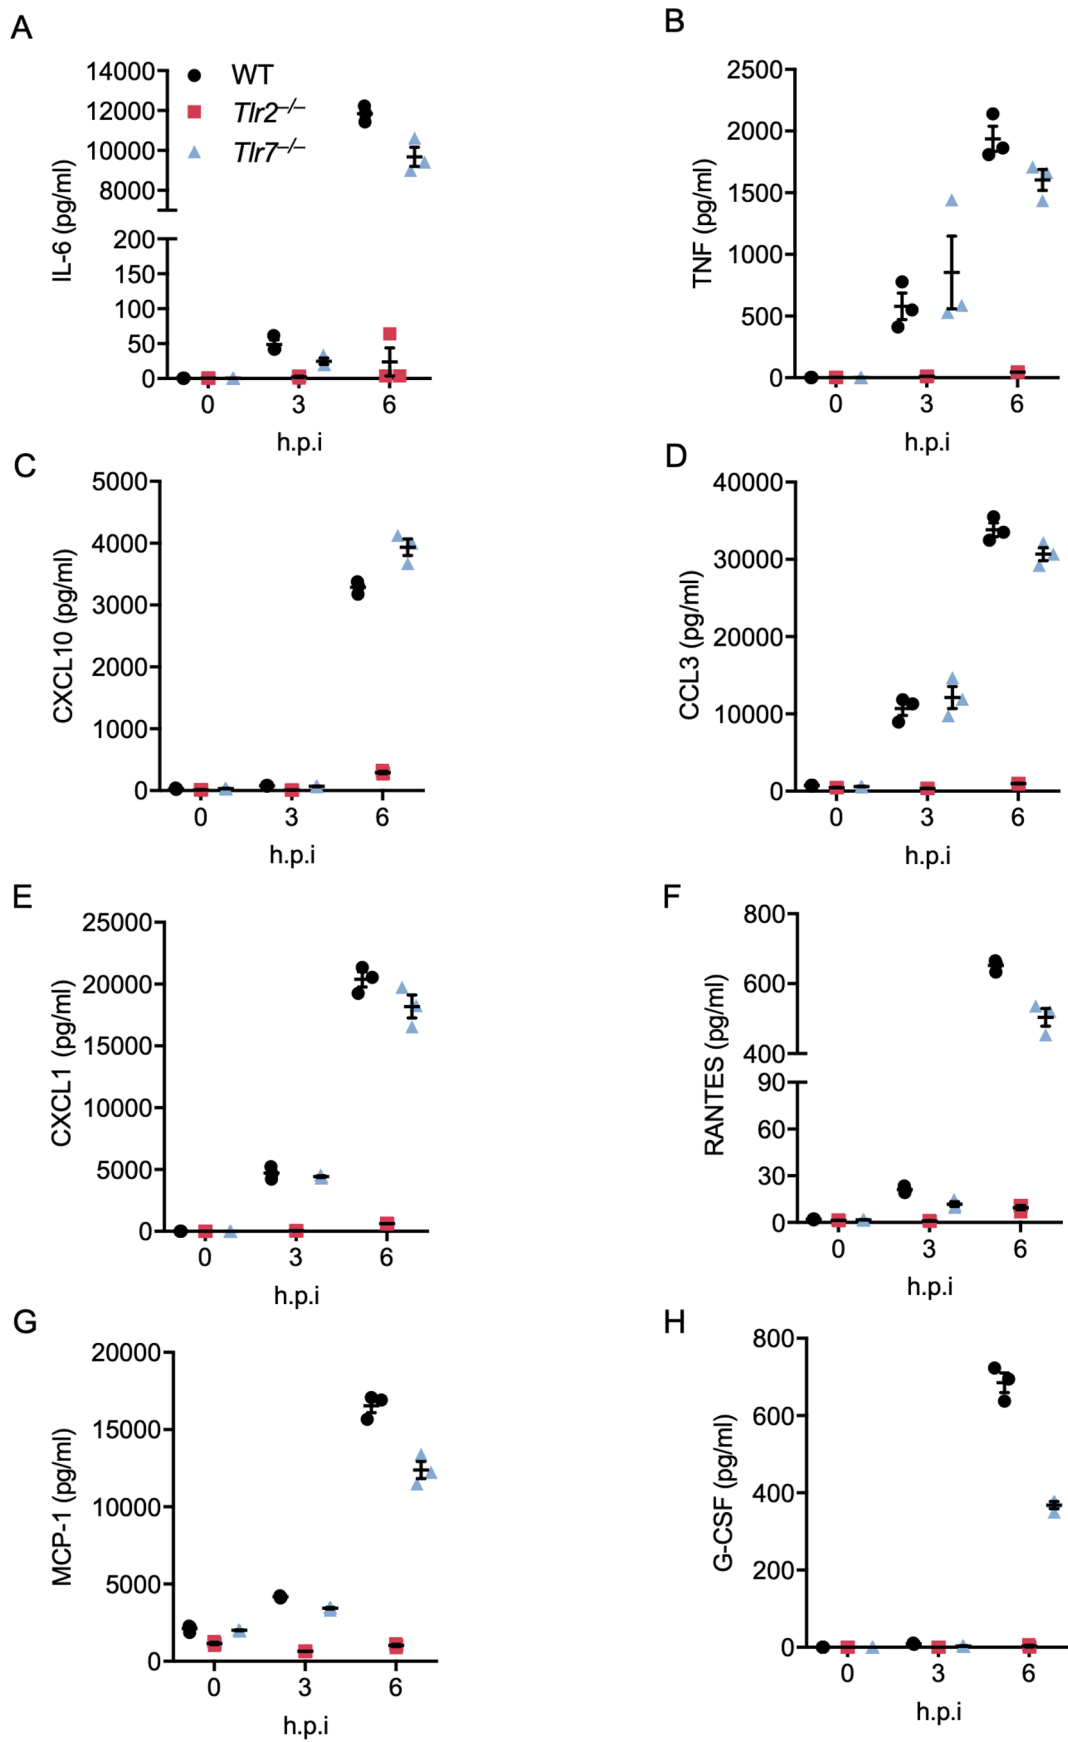 A
14000
12000
10000
8000
200
150
100
50
0
IL-6 (pg/ml)
WT
Tlr2–/–
Tlr7–/–
0 3 6
h.p.i
B
2500
2000
1500
1000
500
0
TNF (pg/ml)
0 3 6
h.p.i
C
5000
4000
3000
2000
1000
0
CXCL10 (pg/ml)
0 3 6
h.p.i
D
40000
30000
20000
10000
0
CCL3 (pg/ml)
0 3 6
h.p.i
E
25000
20000
15000
10000
5000
0
CXCL1 (pg/ml)
0 3 6
h.p.i
F
800
600
400
90
60
30
0
RANTES (pg/ml)
0 3 6
h.p.i
G
20000
15000
10000
5000
0
MCP-1 (pg/ml)
0 3 6
h.p.i
H
800
600
400
200
0
G-CSF (pg/ml)
0 3 6
h.p.i